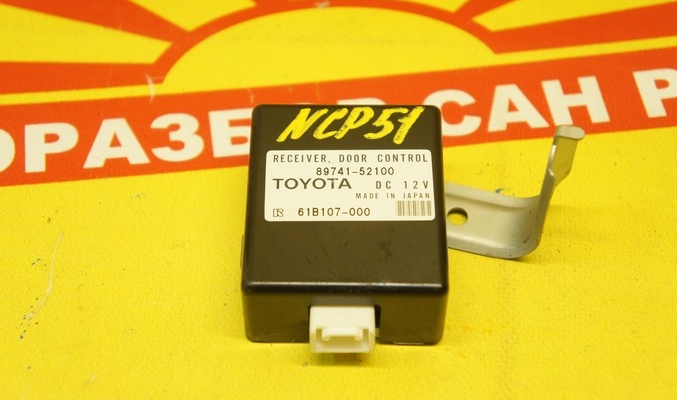 ОРАЗБОР САН Р
NCP51
RECEIVER, DOOR CONTROL
89741-52100
TOYOTA DC 12V
MADE IN JAPAN
61B107-000